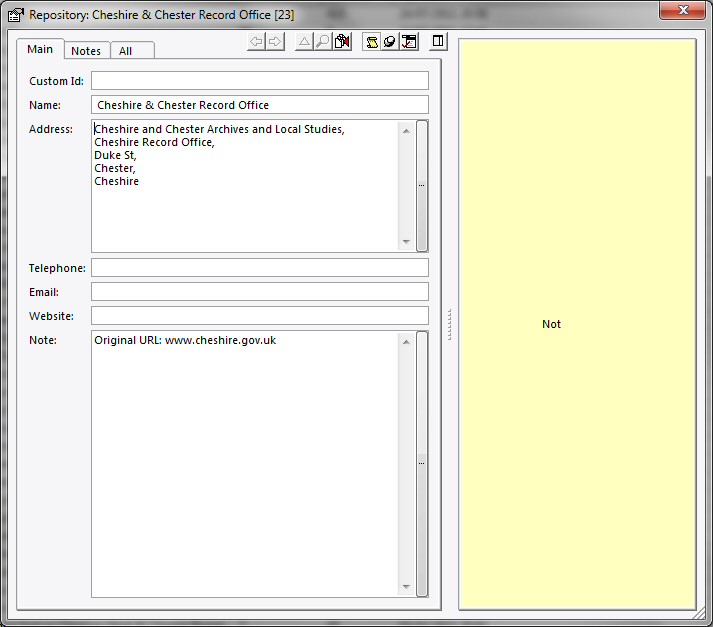 Repository: Cheshire & Chester Record Office [23]
Main
Notes
All
Custom Id:
Name:
Cheshire & Chester Record Office
Address:
Cheshire and Chester Archives and Local Studies,
Cheshire Record Office,
Duke St,
Chester,
Cheshire
Telephone:
Email:
Website:
Note:
Original URL: www.cheshire.gov.uk
Not